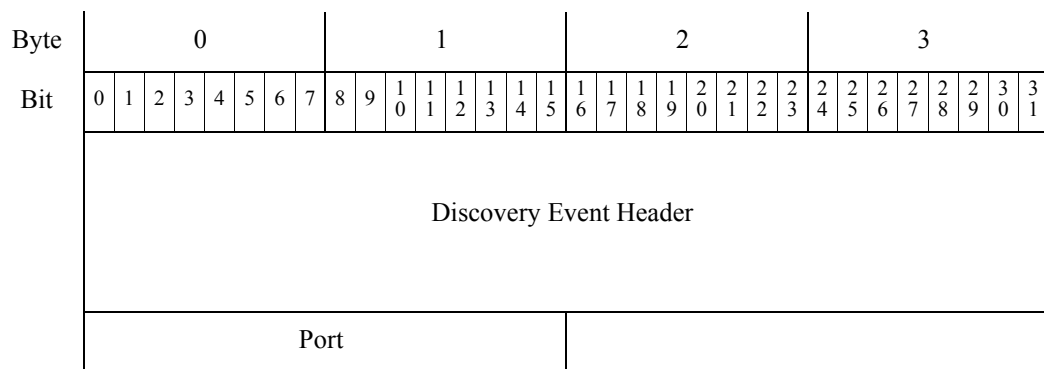 Byte 0 1 2 3
Bit 0 1 2 3 4 5 6 7 8 9 10 11 12 13 14 15 16 17 18 19 20 21 22 23 24 25 26 27 28 29 30 31
Discovery Event Header
Port